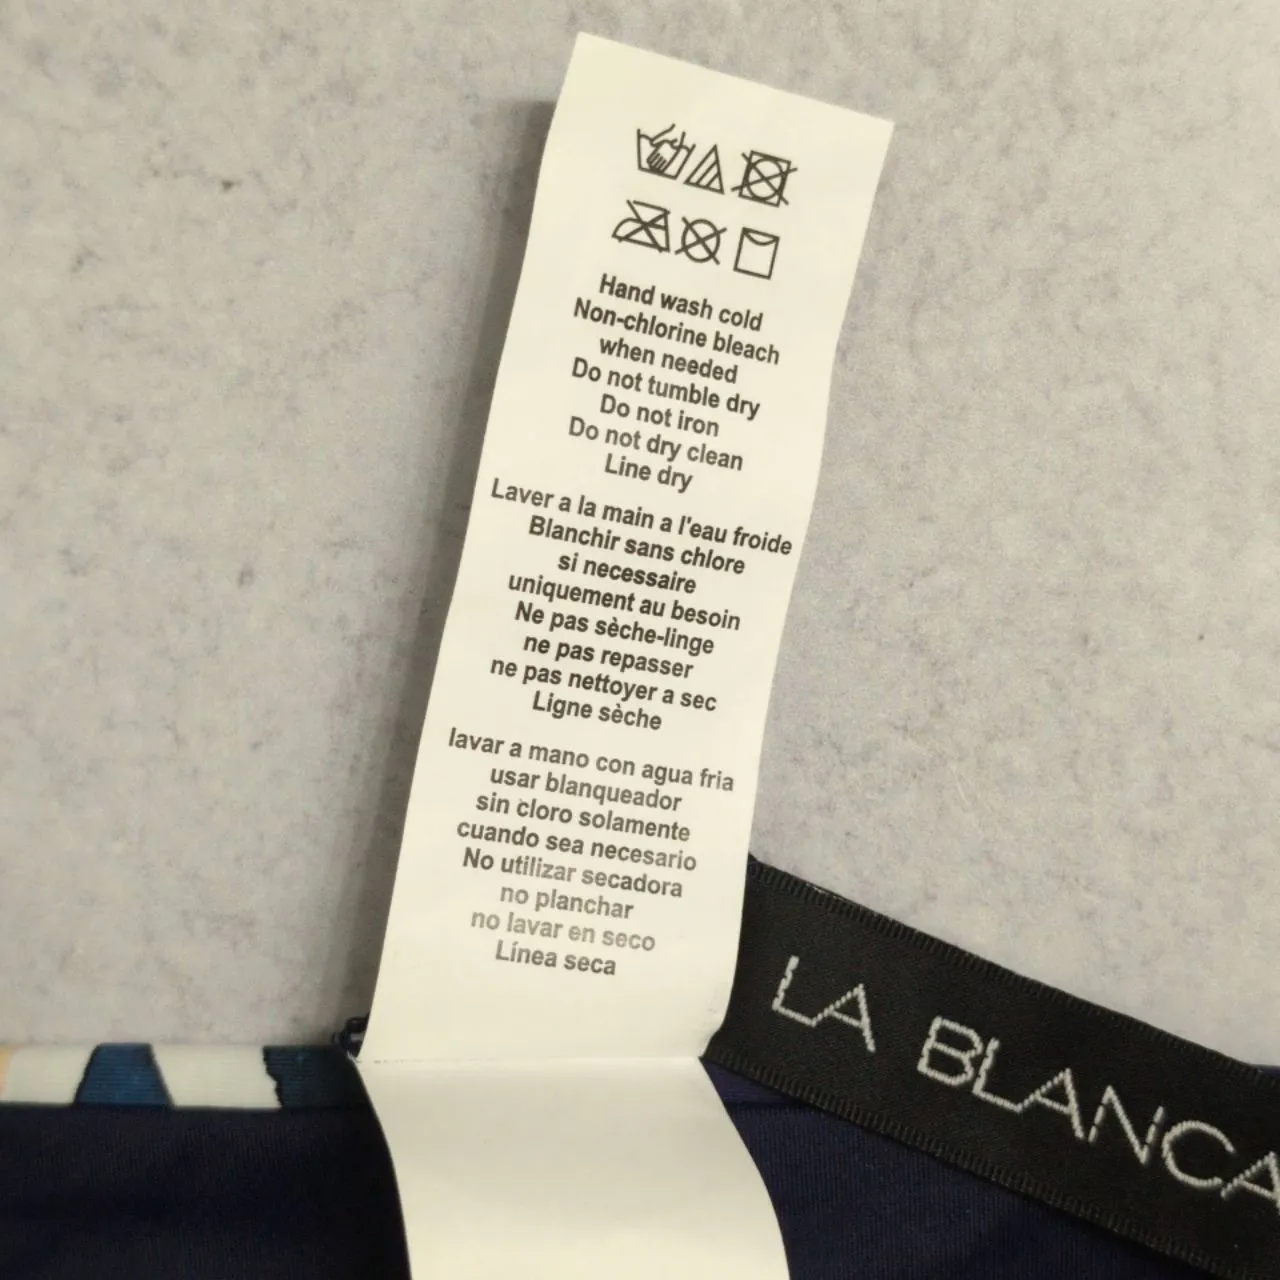 Hand wash cold
Non-chlorine bleach
when needed
Do not tumble dry
Do not iron
Do not dry clean
Line dry
Laver a la main a l'eau froide
Blanchir sans chlore
si necessaire
uniquement au besoin
Ne pas sèche-linge
ne pas repasser
ne pas nettoyer a sec
Ligne sèche
lavar a mano con agua fria
usar blanqueador
sin cloro solamente
cuando sea necesario
No utilizar secadora
no planchar
no lavar en seco
Línea seca
LA BLANCA